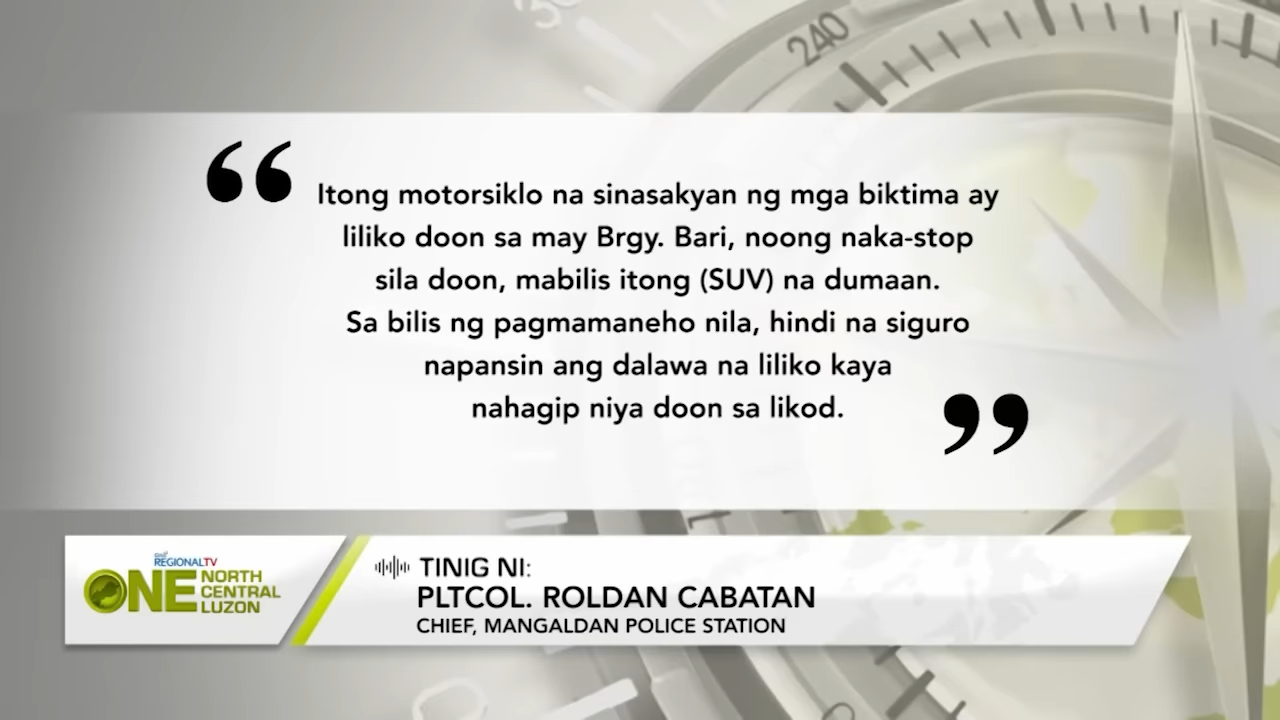 240
“
Itong motorsiklo na sinasakyan ng mga biktima ay
liliko doon sa may Brgy. Bari, noong naka-stop
sila doon, mabilis itong (SUV) na dumaan.
Sa bilis ng pagmamaneho nila, hindi na siguro
napansin ang dalawa na liliko kaya
nahagip niya doon sa likod.
”
GMA
REGIONALTV
ONE NORTH
CENTRAL
LUZON
TINIG NI:
PLTCOL. ROLDAN CABATAN
CHIEF, MANGALDAN POLICE STATION